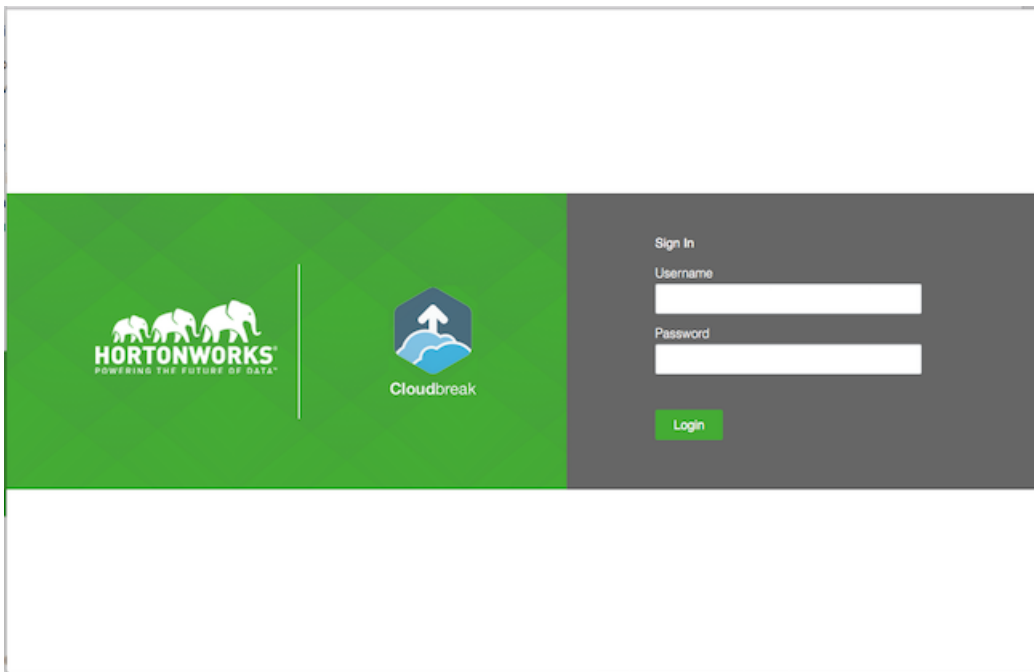 HORTONWORKS®
POWERING THE FUTURE OF DATA™
Cloudbreak
Sign In
Username
Password
Login